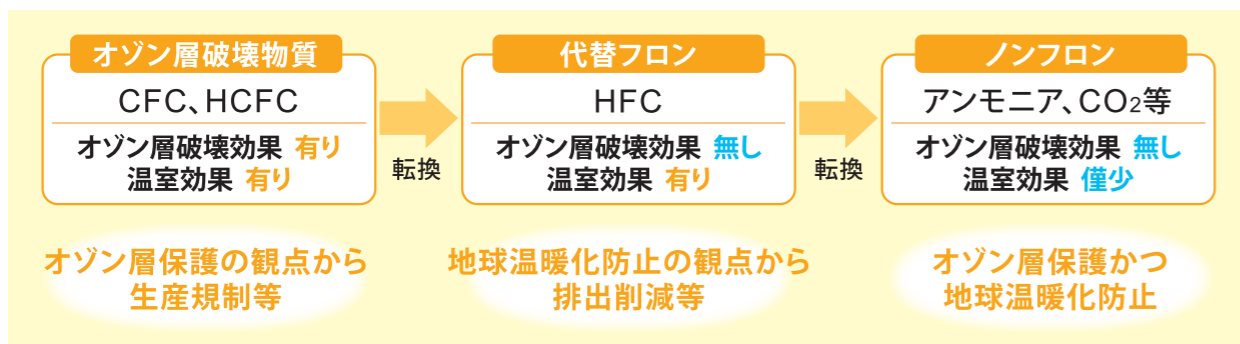 オゾン層破壊物質
CFC、HCFC
オゾン層破壊効果 有り
温室効果 有り
転換
代替フロン
HFC
オゾン層破壊効果 無し
温室効果 有り
転換
ノンフロン
アンモニア、CO2等
オゾン層破壊効果 無し
温室効果 僅少
オゾン層保護の観点から
生産規制等
地球温暖化防止の観点から
排出削減等
オゾン層保護かつ
地球温暖化防止